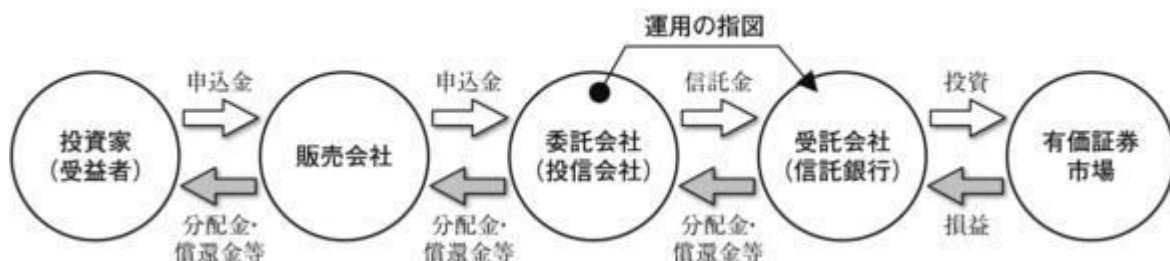 運用の指図
申込金
申込金
信託金
投資
投資家
(受益者)
販売会社
委託会社
(投信会社)
受託会社
(信託銀行)
有価証券
市場
分配金・
償還金等
分配金・
償還金等
分配金・
償還金等
損益